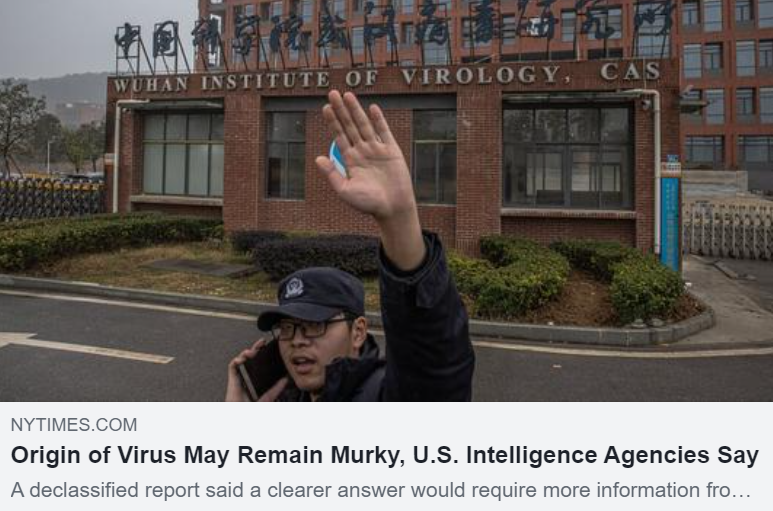 中国科学院武汉病毒研究所
WUHAN INSTITUTE OF VIROLOGY, CAS
NYTIMES.COM
Origin of Virus May Remain Murky, U.S. Intelligence Agencies Say
A declassified report said a clearer answer would require more information fro…